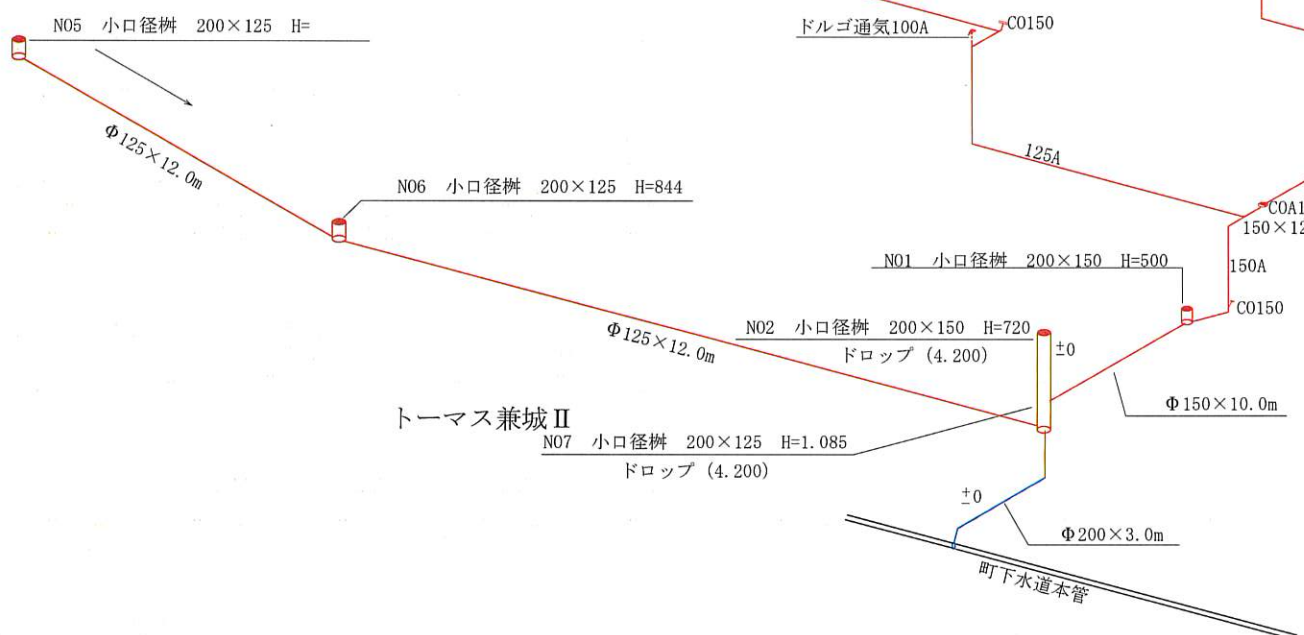 NO5 小口径桝 200×125 H=
ドルゴ通気100A
CO150
Φ125×12.0m
125A
NO6 小口径桝 200×125 H=844
COA1
150×12
NO1 小口径桝 200×150 H=500
150A
CO150
Φ125×12.0m
NO2 小口径桝 200×150 H=720
ドロップ (4.200)
±0
Φ150×10.0m
トーマス兼城Ⅱ
NO7 小口径桝 200×125 H=1.085
ドロップ (4.200)
±0
Φ200×3.0m
町下水道本管